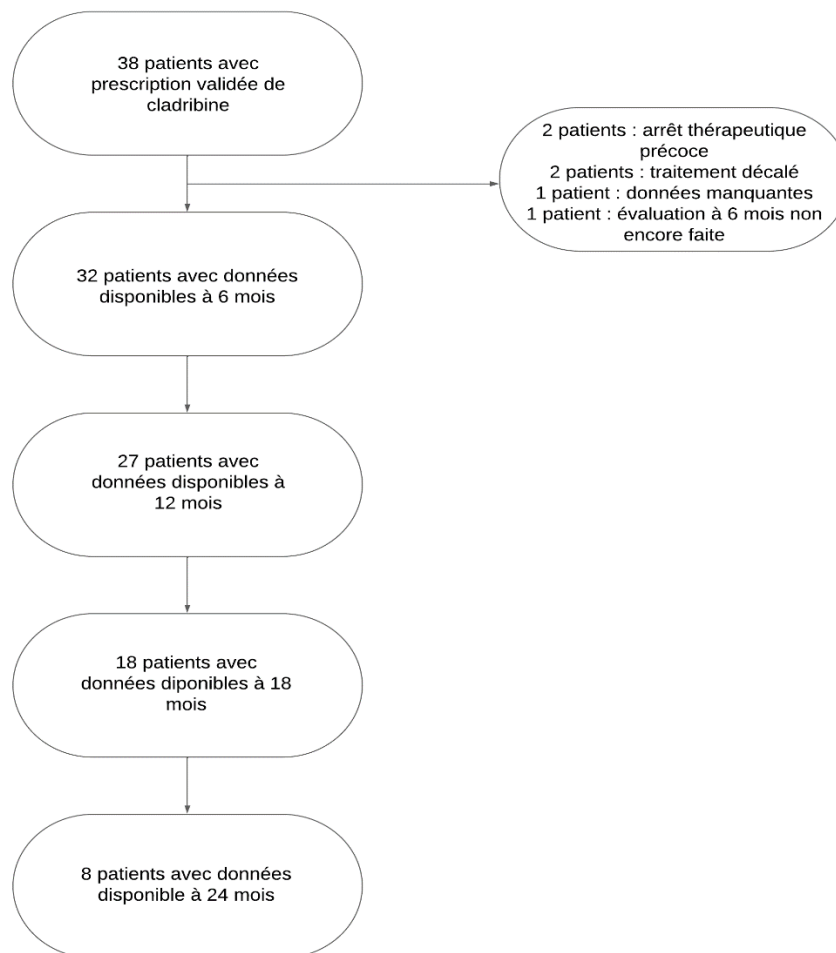 38 patients avec
prescription validée de
cladribine
2 patients : arrêt thérapeutique
précoce
2 patients : traitement décalé
1 patient : données manquantes
1 patient : évaluation à 6 mois non
encore faite
32 patients avec données
disponibles à 6 mois
27 patients avec
données disponibles à
12 mois
18 patients avec
données diponibles à 18
mois
8 patients avec données
disponible à 24 mois